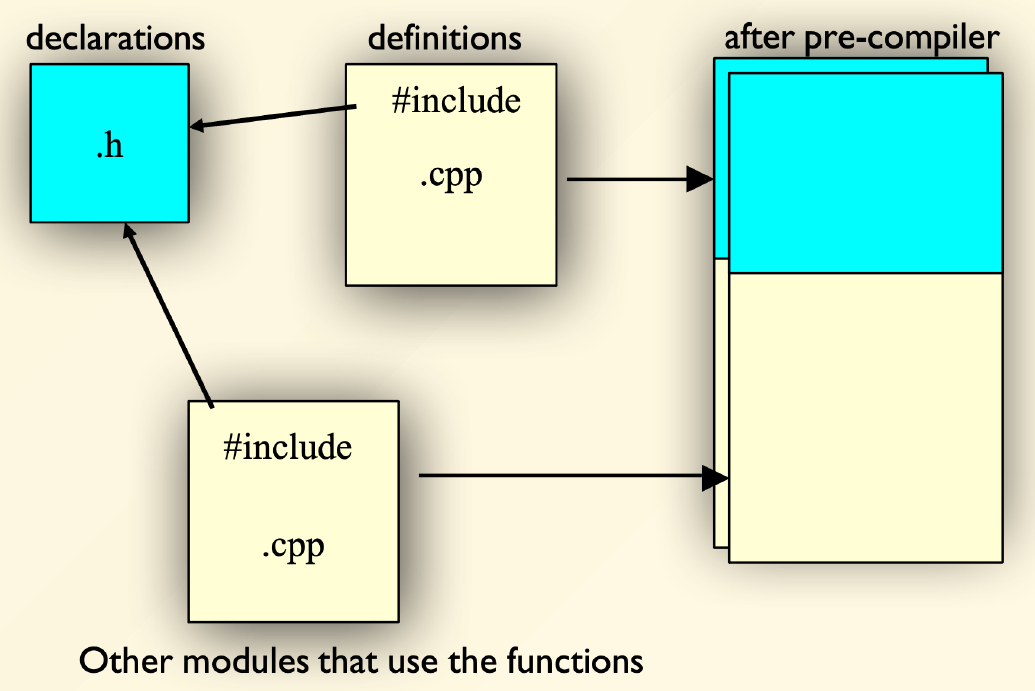 declarations
definitions
after pre-compiler
.h
#include
.cpp
#include
.cpp
Other modules that use the functions